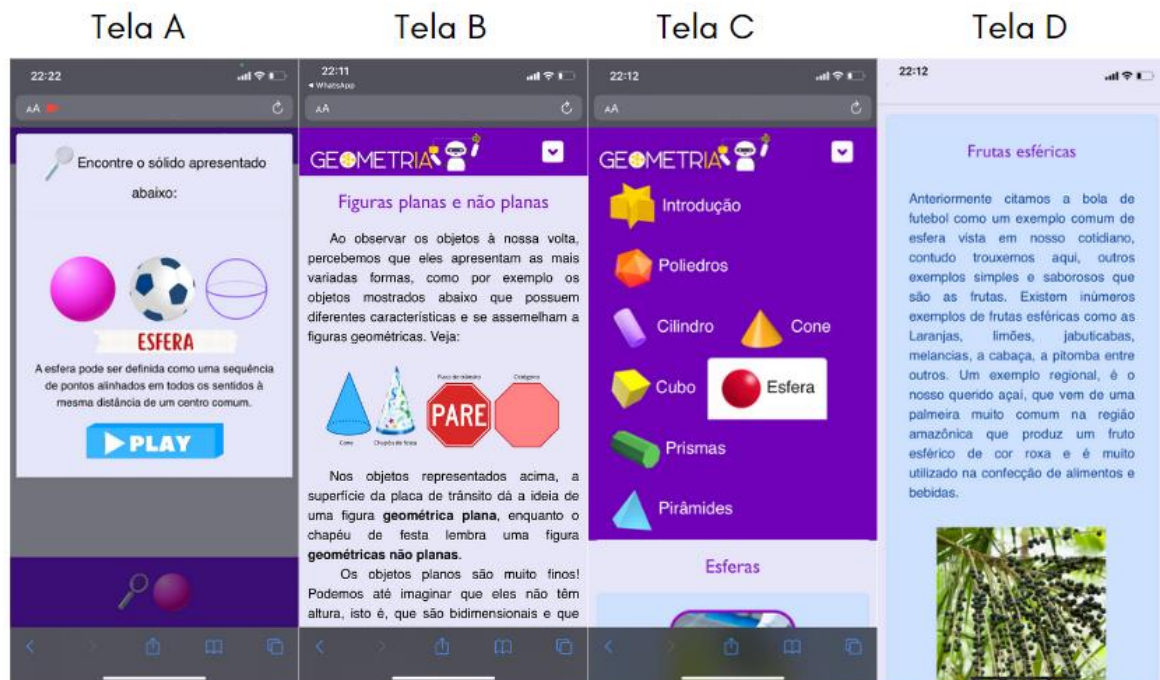 Tela A
Tela B
Tela C
Tela D
22:22
AA
Encontre o sólido apresentado
abaixo:
ESFERA
A esfera pode ser definida como uma sequência
de pontos alinhados em todos os sentidos à
mesma distância de um centro comum.
PLAY
22:11
WhatsApp
AA
GEOMETRIA
Figuras planas e não planas
Ao observar os objetos à nossa volta,
percebemos que eles apresentam as mais
variadas formas, como por exemplo os
objetos mostrados abaixo que possuem
diferentes características e se assemelham a
figuras geométricas. Veja:
Placa de trânsito
Octógono
PARE
Cone
Chapéu de festa
Nos objetos representados acima, a
superfície da placa de trânsito dá a ideia de
uma figura geométrica plana, enquanto o
chapéu de festa lembra uma figura
geométricas não planas.
Os objetos planos são muito finos!
Podemos até imaginar que eles não têm
altura, isto é, que são bidimensionais e que
22:12
AA
GEOMETRIA
Introdução
Poliedros
Cilindro
Cone
Cubo
Esfera
Prismas
Pirâmides
Esferas
22:12
Frutas esféricas
Anteriormente citamos a bola de
futebol como um exemplo comum de
esfera vista em nosso cotidiano,
contudo trouxemos aqui, outros
exemplos simples e saborosos que
são as frutas. Existem inúmeros
exemplos de frutas esféricas como as
Laranjas, limões, jabuticabas,
melancias, a cabaça, a pitomba entre
outros. Um exemplo regional, é o
nosso querido açaí, que vem de uma
palmeira muito comum na região
amazônica que produz um fruto
esférico de cor roxa e é muito
utilizado na confecção de alimentos e
bebidas.